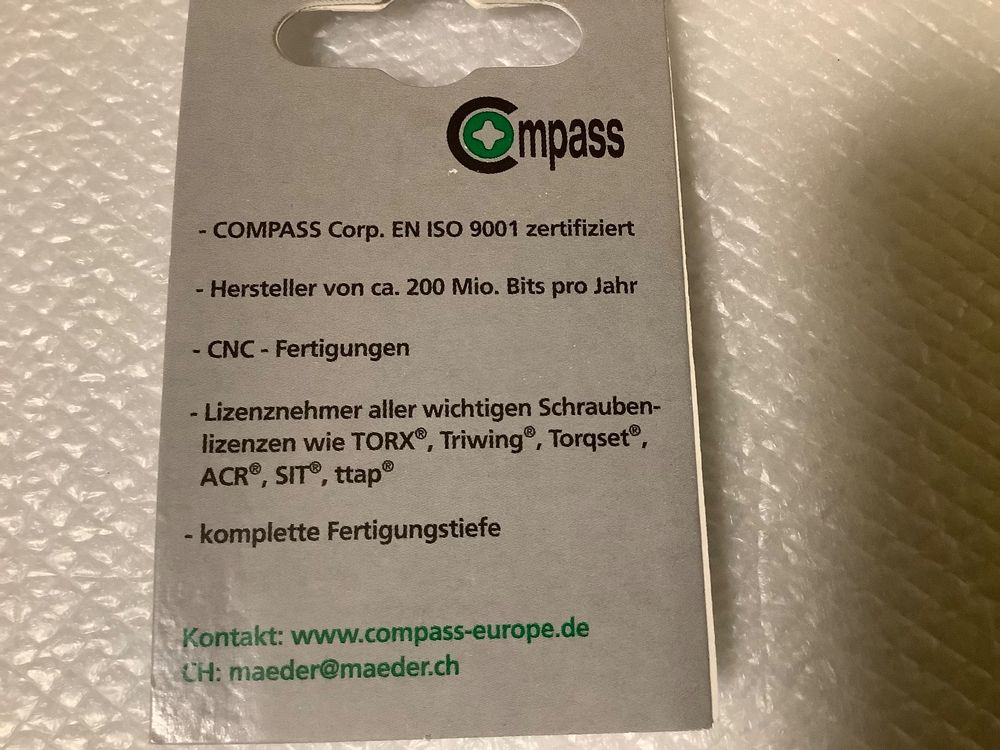 Compass
- COMPASS Corp. EN ISO 9001 zertifiziert
- Hersteller von ca. 200 Mio. Bits pro Jahr
- CNC - Fertigungen
- Lizenznehmer aller wichtigen Schrauben-
lizenzen wie TORX®, Triwing®, Torqset®,
ACR®, SIT®, ttap®
- komplette Fertigungstiefe
Kontakt: www.compass-europe.de
CH: maeder@maeder.ch